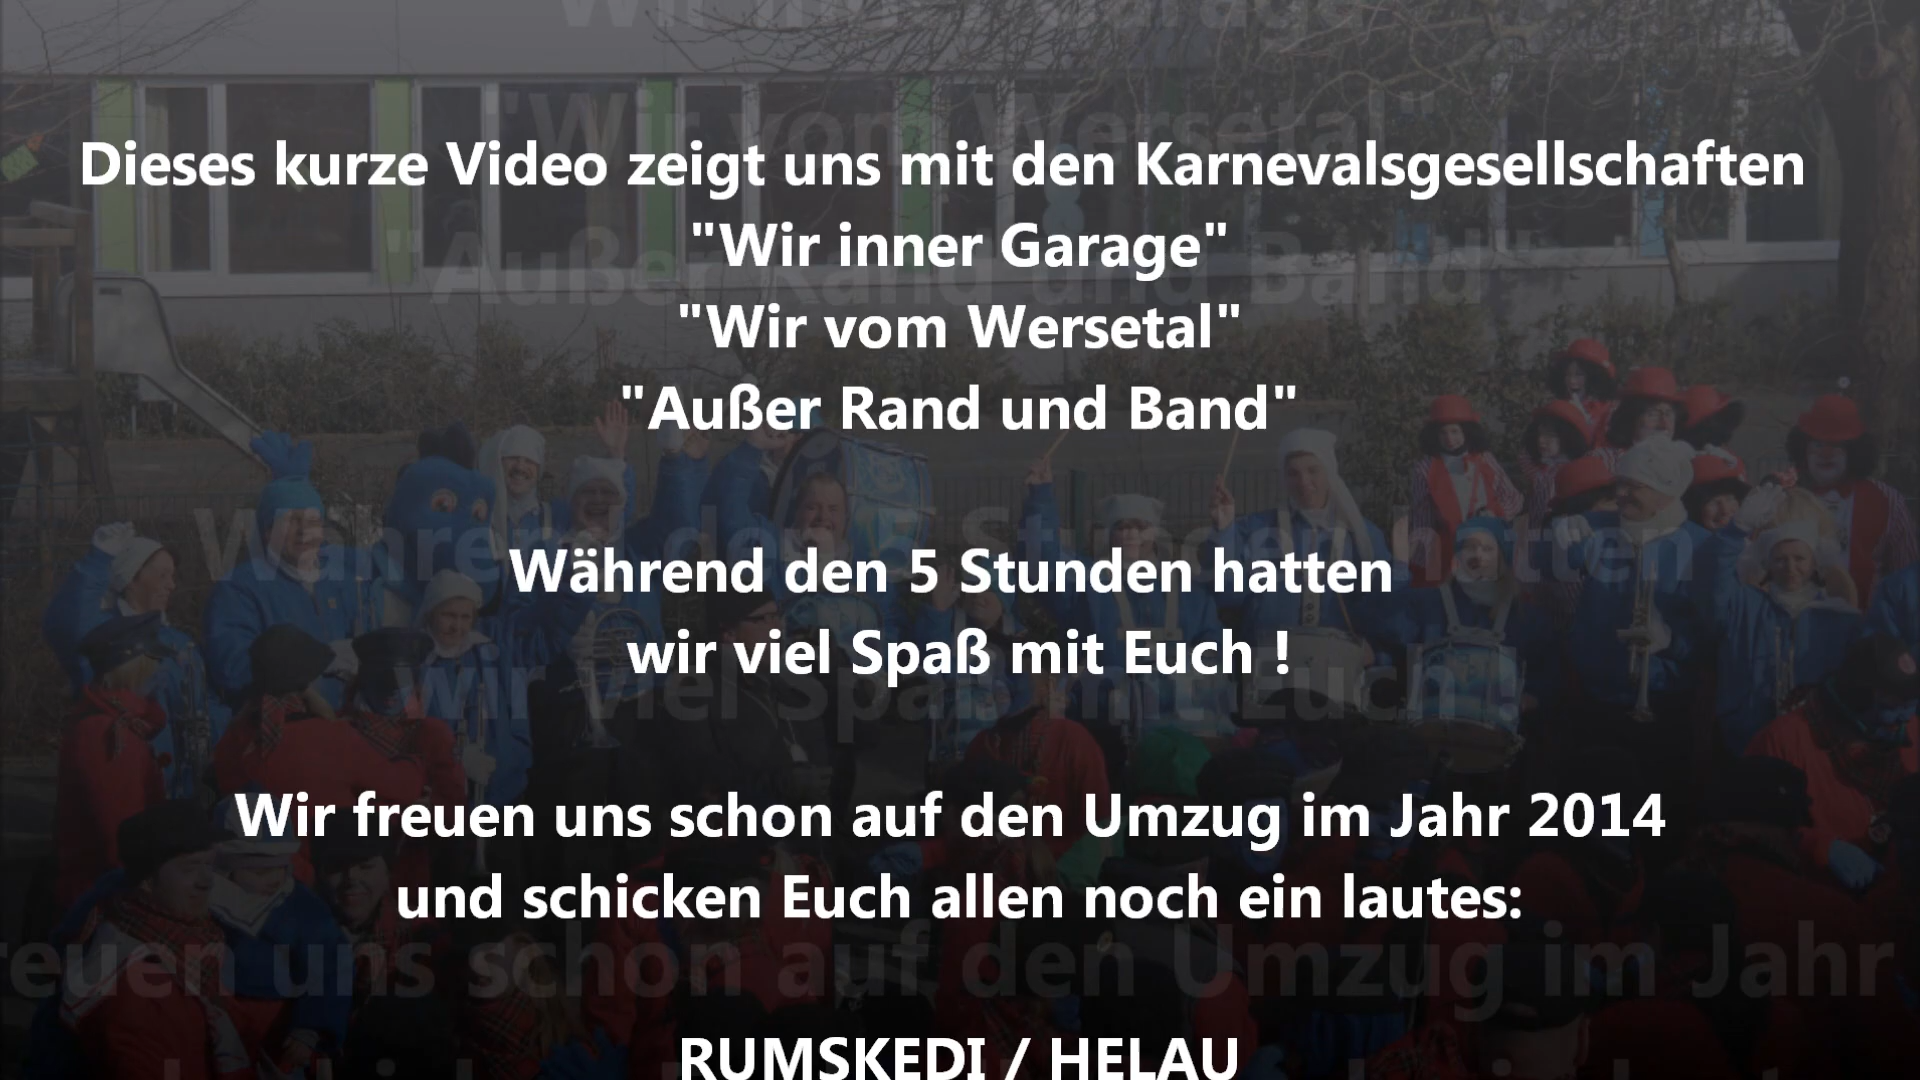 Dieses kurze Video zeigt uns mit den Karnevalsgesellschaften
"Wir inner Garage"
"Wir vom Wersetal"
"Außer Rand und Band"
Während den 5 Stunden hatten
wir viel Spaß mit Euch !
Wir freuen uns schon auf den Umzug im Jahr 2014
und schicken Euch allen noch ein lautes:
RUMSKEDI / HELAU